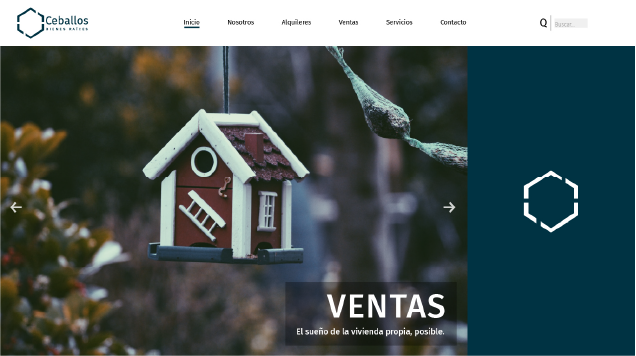 Ceballos
BIENES RAÍCES
Inicio
Nosotros
Alquileres
Ventas
Servicios
Contacto
Buscar...
VENTAS
El sueño de la vivienda propia, posible.